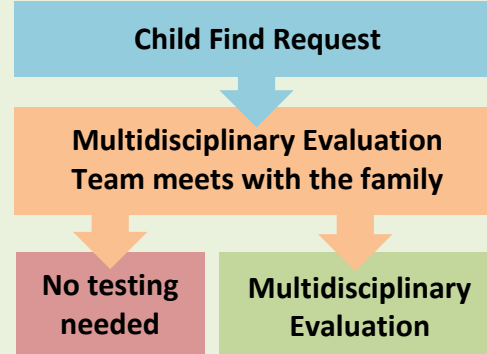 Child Find Request
Multidisciplinary Evaluation
Team meets with the family
No testing
needed
Multidisciplinary
Evaluation